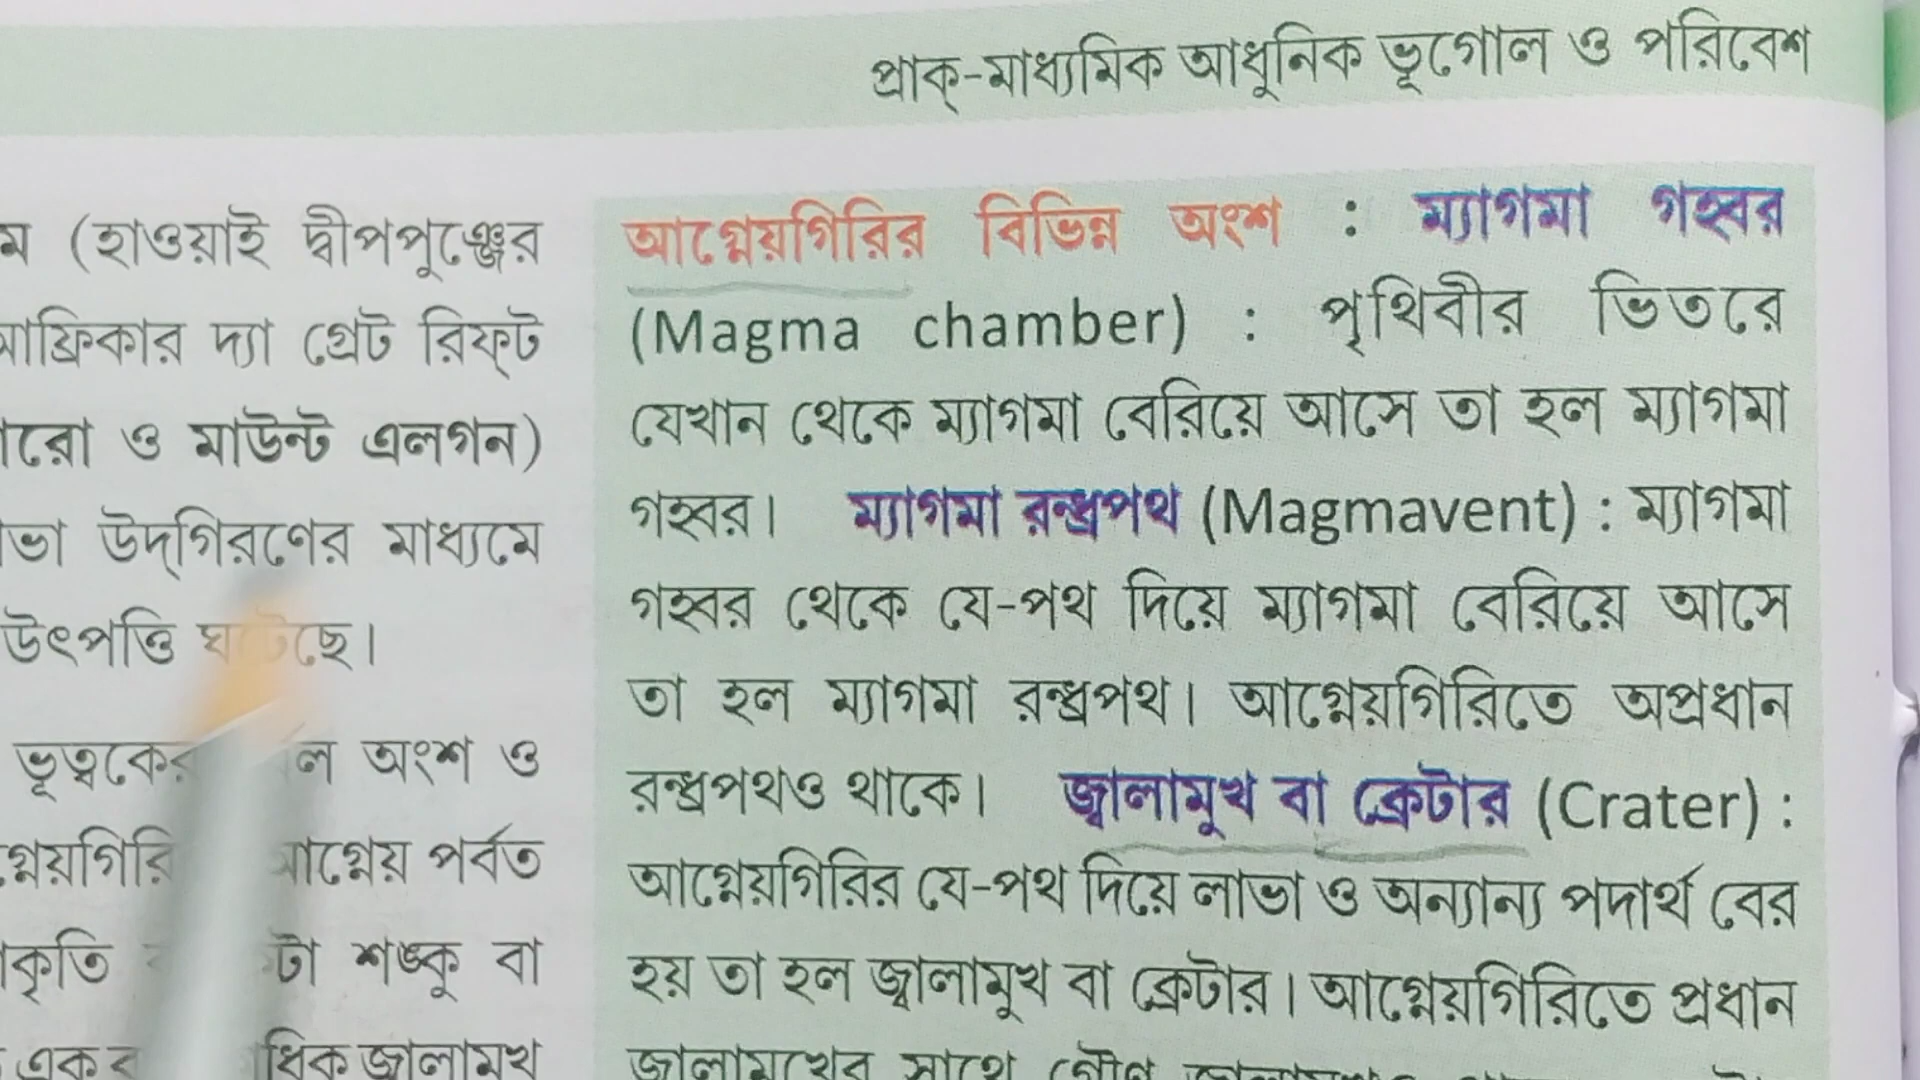 প্রাক্-মাধ্যমিক আধুনিক ভূগোল ও পরিবেশ
(হাওয়াই দ্বীপপুঞ্জের
দ্যা গ্রেট রিফ্‌ট
ও মাউন্ট এলগন)
উদ্‌গিরণের মাধ্যমে
উৎপত্তি
অংশ ও
পর্বত
শঙ্কু বা
জ্বালামুখ
আগ্নেয়গিরির বিভিন্ন অংশ : ম্যাগমা গহ্বর
(Magma chamber) : পৃথিবীর ভিতরে
যেখান থেকে ম্যাগমা বেরিয়ে আসে তা হল ম্যাগমা
গহ্বর। ম্যাগমা রন্ধ্রপথ (Magmavent) : ম্যাগমা
গহ্বর থেকে যে-পথ দিয়ে ম্যাগমা বেরিয়ে আসে
তা হল ম্যাগমা রন্ধ্রপথ। আগ্নেয়গিরিতে অপ্রধান
রন্ধ্রপথও থাকে। জ্বালামুখ বা ক্রেটার (Crater) :
আগ্নেয়গিরির যে-পথ দিয়ে লাভা ও অন্যান্য পদার্থ বের
হয় তা হল জ্বালামুখ বা ক্রেটার। আগ্নেয়গিরিতে প্রধান
জ্বালামুখের সাথে গৌণ